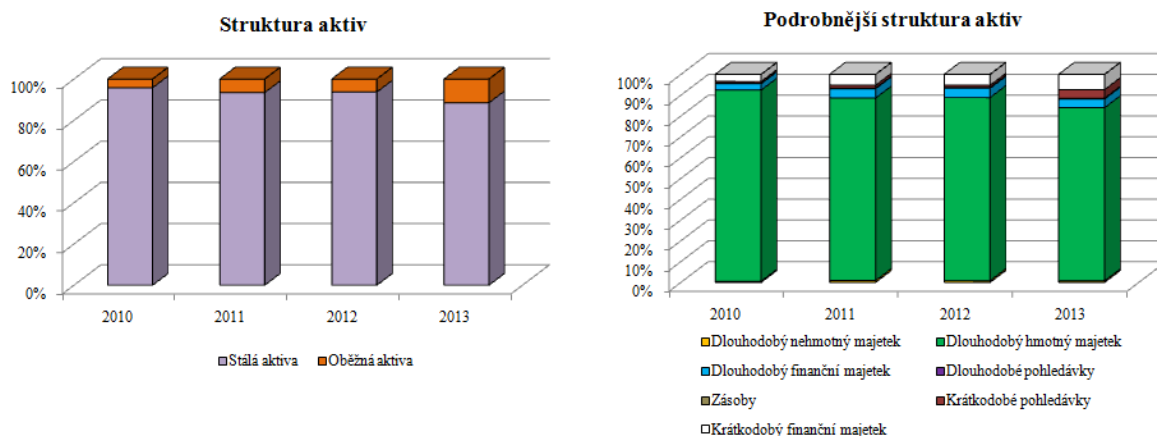 Struktura aktiv
100%
80%
60%
40%
20%
0%
2010 2011 2012 2013
Stálá aktiva Oběžná aktiva
Podrobnější struktura aktiv
100%
90%
80%
70%
60%
50%
40%
30%
20%
10%
0%
2010 2011 2012 2013
Dlouhodobý nehmotný majetek Dlouhodobý hmotný majetek
Dlouhodobý finanční majetek Dlouhodobé pohledávky
Zásoby Krátkodobé pohledávky
Krátkodobý finanční majetek